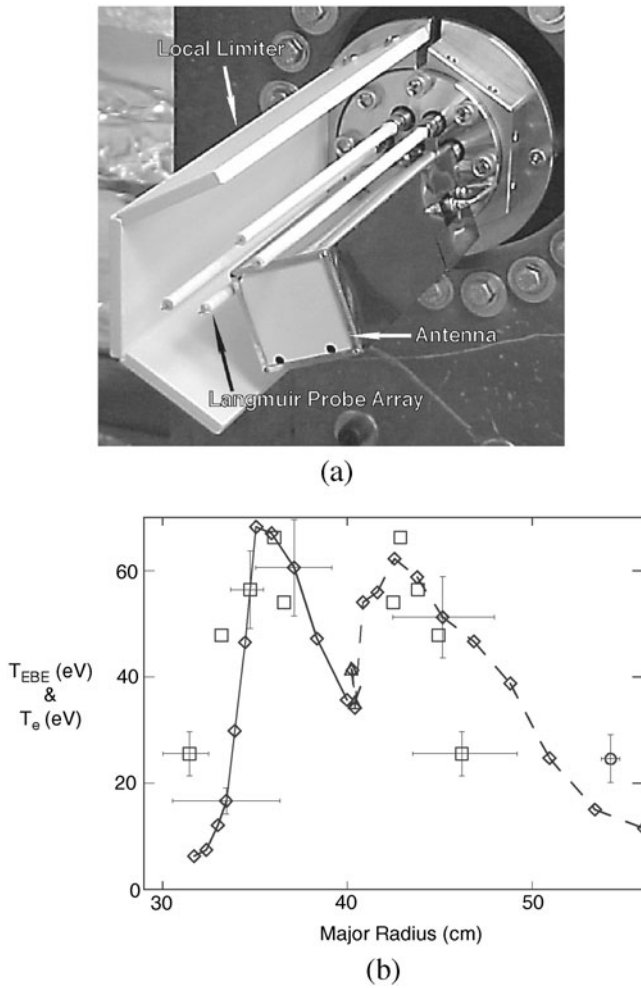 Local Limiter
Antenna
Langmuir Probe Array
(a)
60
T_EBE (eV)
&
T_e (eV)
40
20
0
30
40
50
Major Radius (cm)
(b)